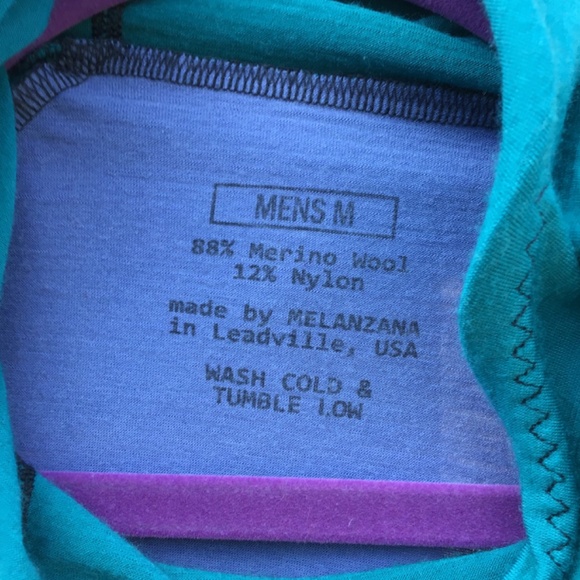 MENS M
88% Merino Wool
12% Nylon
made by MELANZANA
in Leadville, USA
WASH COLD &
TUMBLE LOW